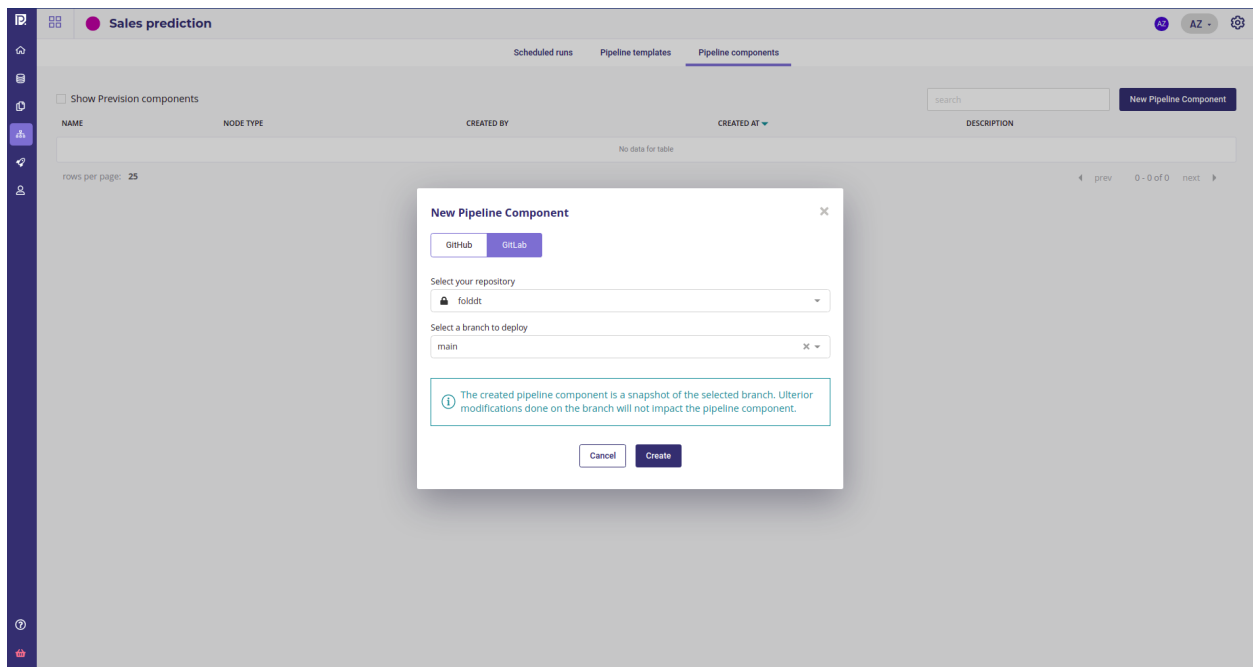 Sales prediction
AZ AZ
Scheduled runs Pipeline templates Pipeline components
Show Prevision components search New Pipeline Component
NAME NODE TYPE CREATED BY CREATED AT DESCRIPTION
No data for table
rows per page: 25 prev 0 - 0 of 0 next
New Pipeline Component
GitHub GitLab
Select your repository
folddt
Select a branch to deploy
main
The created pipeline component is a snapshot of the selected branch. Ulterior
modifications done on the branch will not impact the pipeline component.
Cancel Create